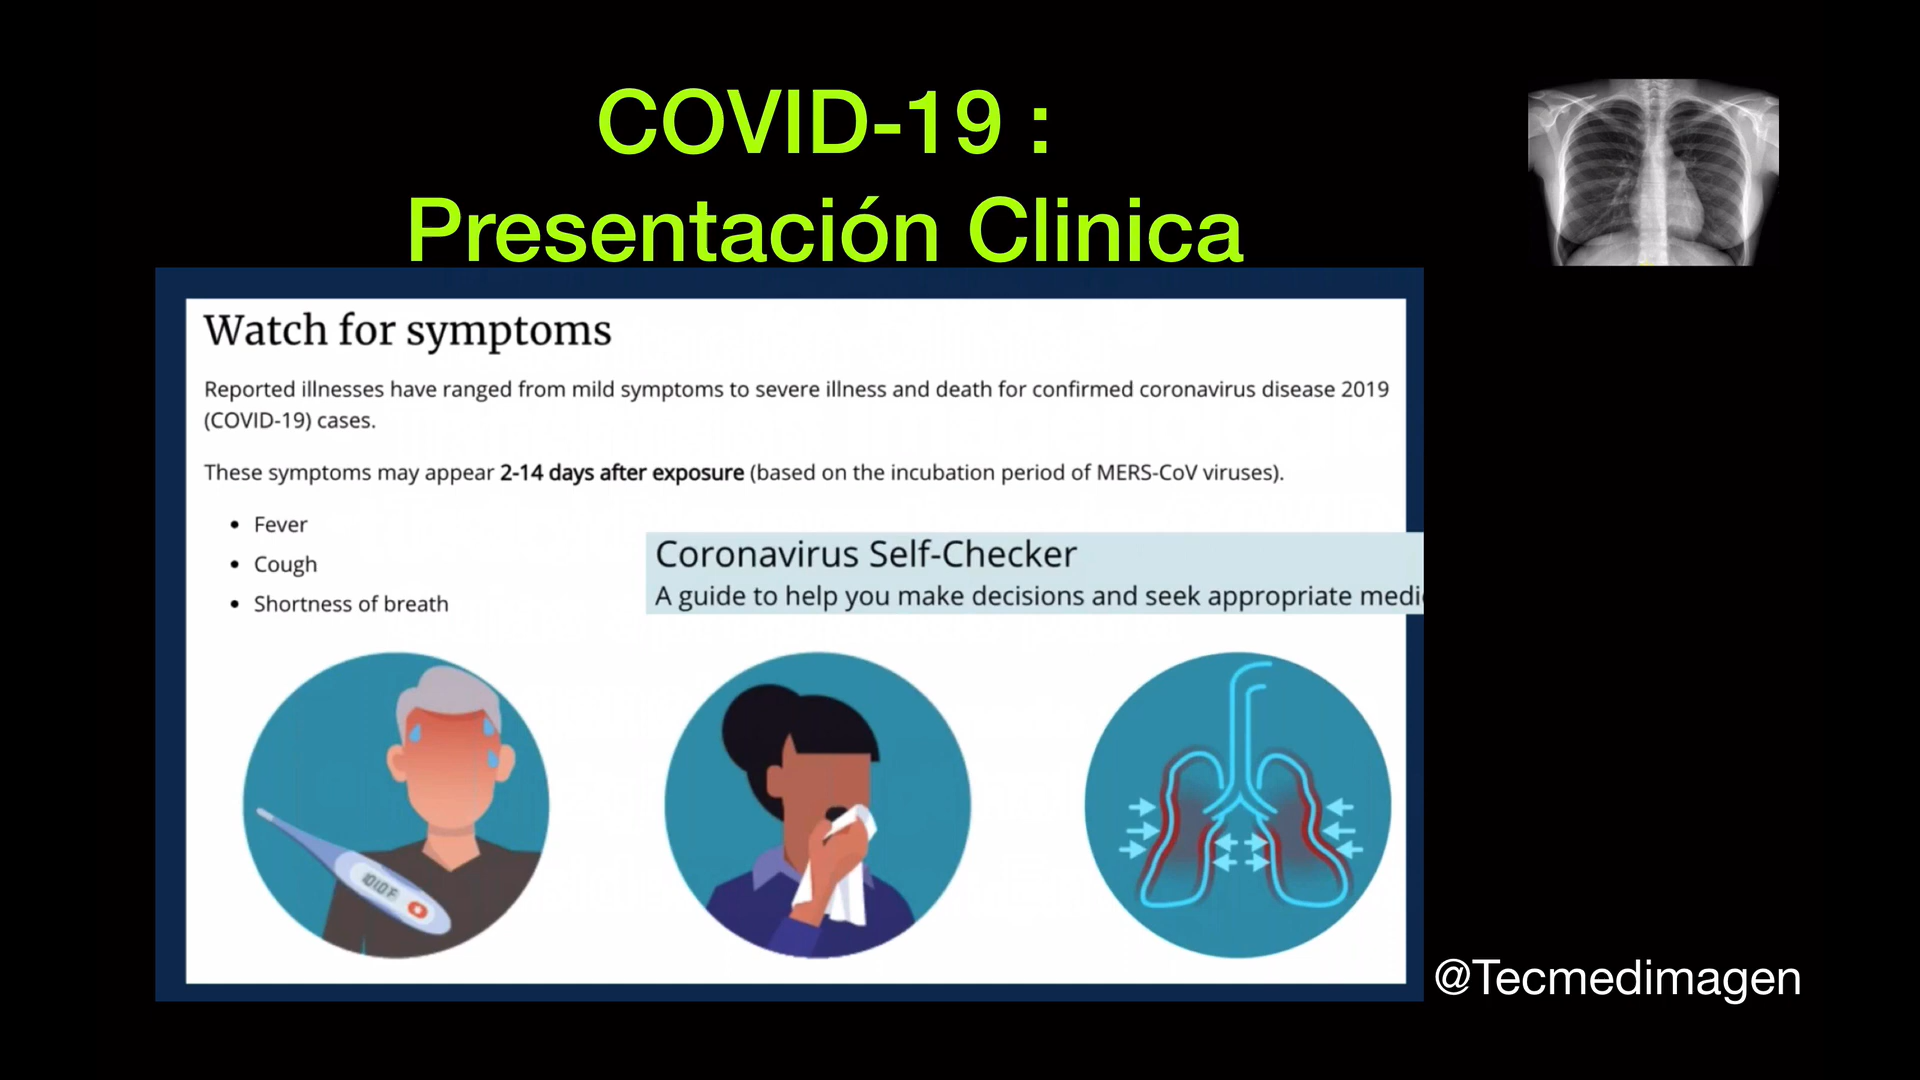 COVID-19 :
Presentación Clinica
Watch for symptoms
Reported illnesses have ranged from mild symptoms to severe illness and death for confirmed coronavirus disease 2019
(COVID-19) cases.
These symptoms may appear 2-14 days after exposure (based on the incubation period of MERS-CoV viruses).
• Fever
• Cough
• Shortness of breath
Coronavirus Self-Checker
A guide to help you make decisions and seek appropriate
@Tecmedimagen